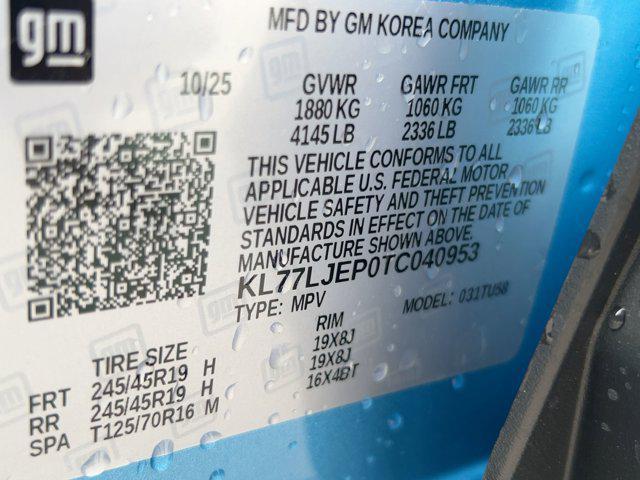 gm
MFD BY GM KOREA COMPANY
10/25 GVWR GAWR FRT GAWR RR
1880 KG 1060 KG 1060 KG
4145 LB 2336 LB 2336 LB
THIS VEHICLE CONFORMS TO ALL
APPLICABLE U.S. FEDERAL MOTOR
VEHICLE SAFETY AND THEFT PREVENTION
STANDARDS IN EFFECT ON THE DATE OF
MANUFACTURE SHOWN ABOVE.
KL77LJEP0TC040953
TYPE: MPV MODEL: 031TU58
TIRE SIZE RIM
FRT 245/45R19 H 19X8J
RR 245/45R19 H 19X8J
SPA T125/70R16 M 16X4BT